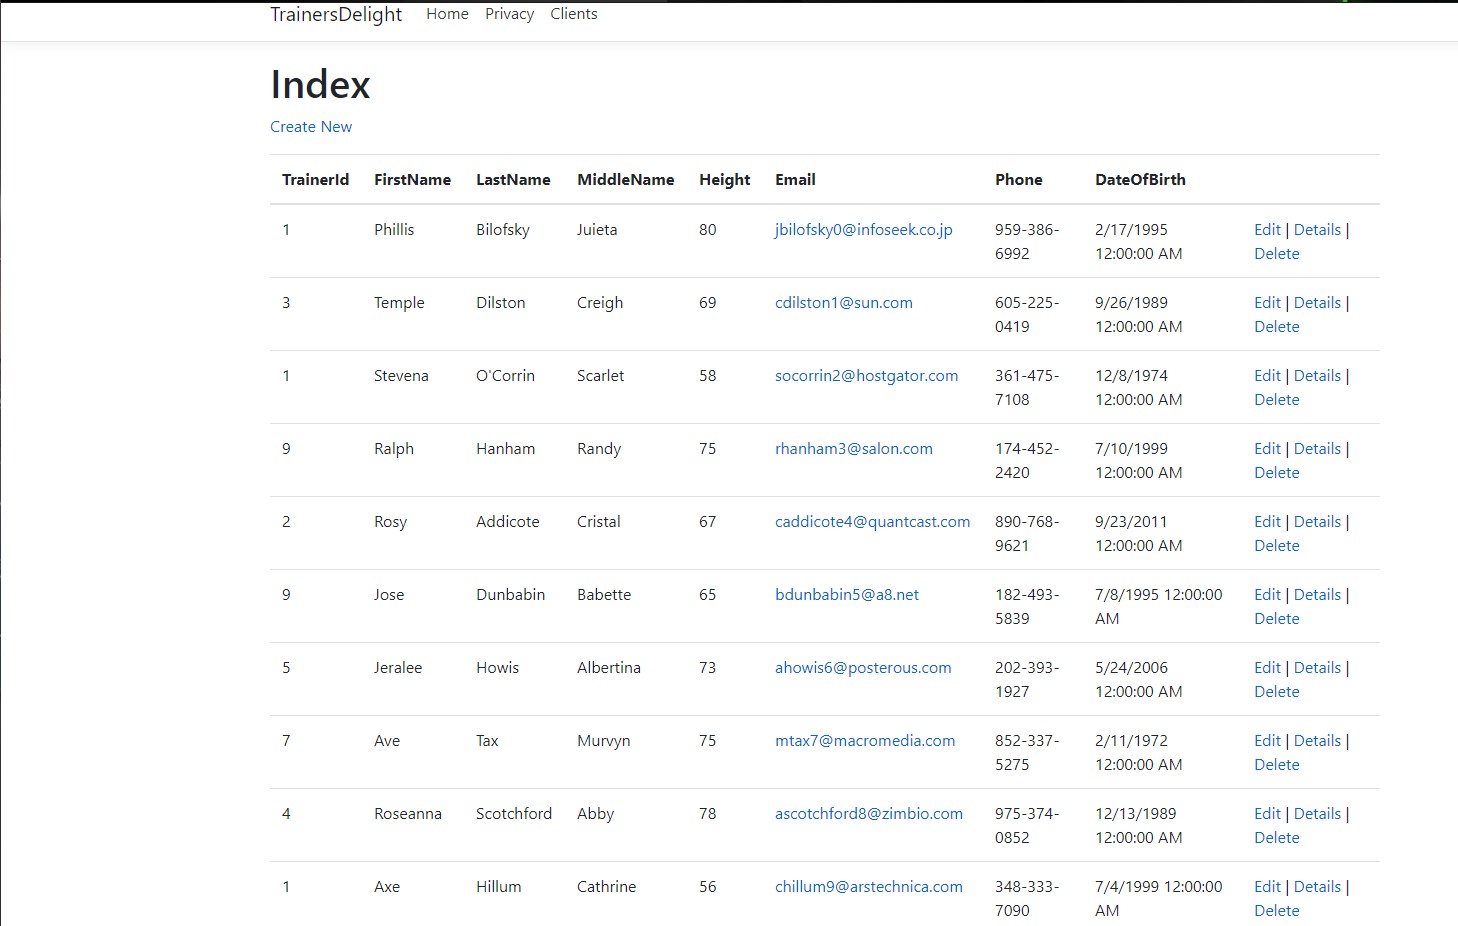 TrainersDelight Home Privacy Clients
Index
Create New
TrainerId FirstName LastName MiddleName Height Email Phone DateOfBirth
1 Phillis Bilofsky Juieta 80 jbilofsky0@infoseek.co.jp 959-386- 2/17/1995 Edit | Details |
6992 12:00:00 AM Delete
3 Temple Dilston Creigh 69 cdilston1@sun.com 605-225- 9/26/1989 Edit | Details |
0419 12:00:00 AM Delete
1 Stevena O'Corrin Scarlet 58 socorrin2@hostgator.com 361-475- 12/8/1974 Edit | Details |
7108 12:00:00 AM Delete
9 Ralph Hanham Randy 75 rhanham3@salon.com 174-452- 7/10/1999 Edit | Details |
2420 12:00:00 AM Delete
2 Rosy Addicote Cristal 67 caddicote4@quantcast.com 890-768- 9/23/2011 Edit | Details |
9621 12:00:00 AM Delete
9 Jose Dunbabin Babette 65 bdunbabin5@a8.net 182-493- 7/8/1995 12:00:00 Edit | Details |
5839 AM Delete
5 Jeralee Howis Albertina 73 ahowis6@posterous.com 202-393- 5/24/2006 Edit | Details |
1927 12:00:00 AM Delete
7 Ave Tax Murvyn 75 mtax7@macromedia.com 852-337- 2/11/1972 Edit | Details |
5275 12:00:00 AM Delete
4 Roseanna Scotchford Abby 78 ascotchford8@zimbio.com 975-374- 12/13/1989 Edit | Details |
0852 12:00:00 AM Delete
1 Axe Hillum Cathrine 56 chillum9@arstechnica.com 348-333- 7/4/1999 12:00:00 Edit | Details |
7090 AM Delete